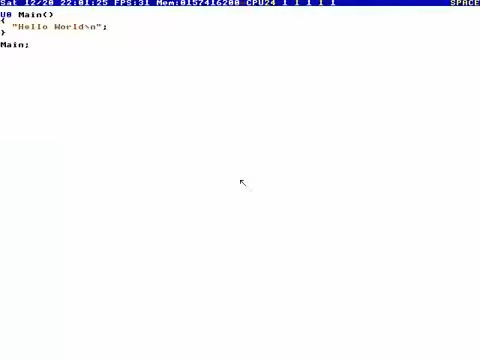 Sat 12/20 22:01:25 FPS:31 Mem:0157416200 CPU24 1 1 1 1 1 SPACE
U0 Main()
{
"Hello World\n";
}
Main;